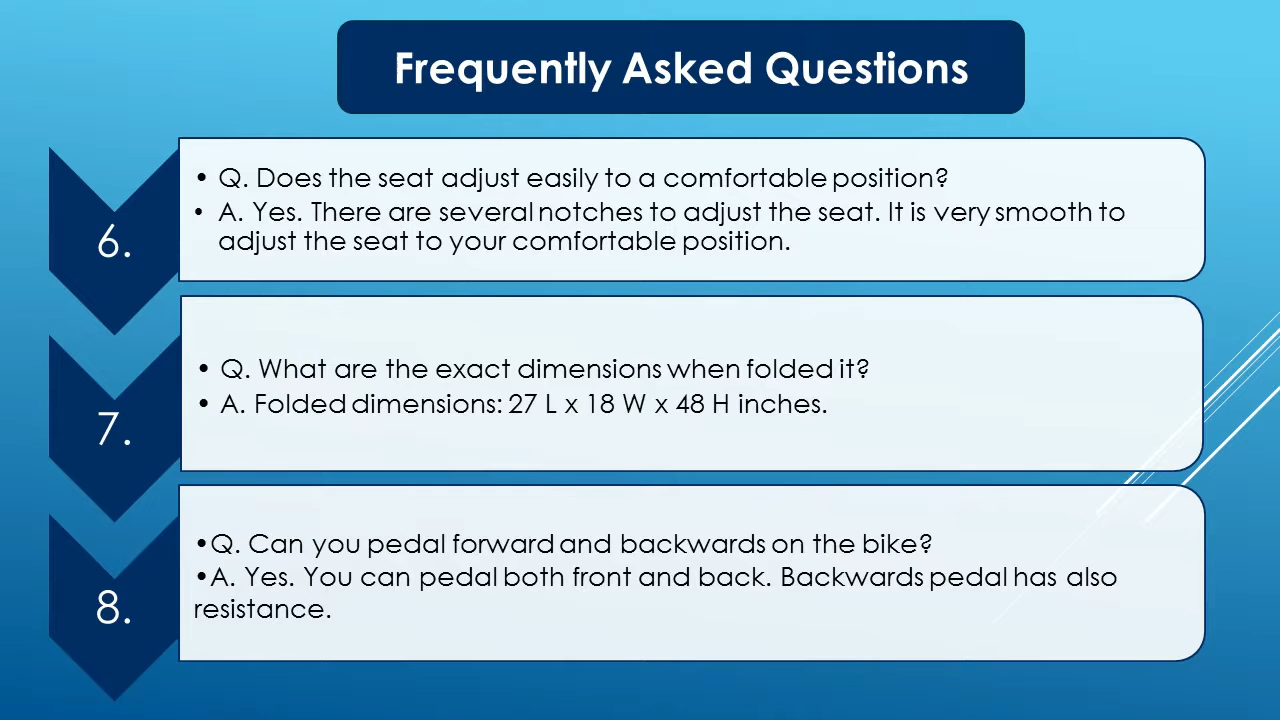 Frequently Asked Questions
6.
• Q. Does the seat adjust easily to a comfortable position?
• A. Yes. There are several notches to adjust the seat. It is very smooth to
adjust the seat to your comfortable position.
7.
• Q. What are the exact dimensions when folded it?
• A. Folded dimensions: 27 L x 18 W x 48 H inches.
8.
•Q. Can you pedal forward and backwards on the bike?
•A. Yes. You can pedal both front and back. Backwards pedal has also
resistance.